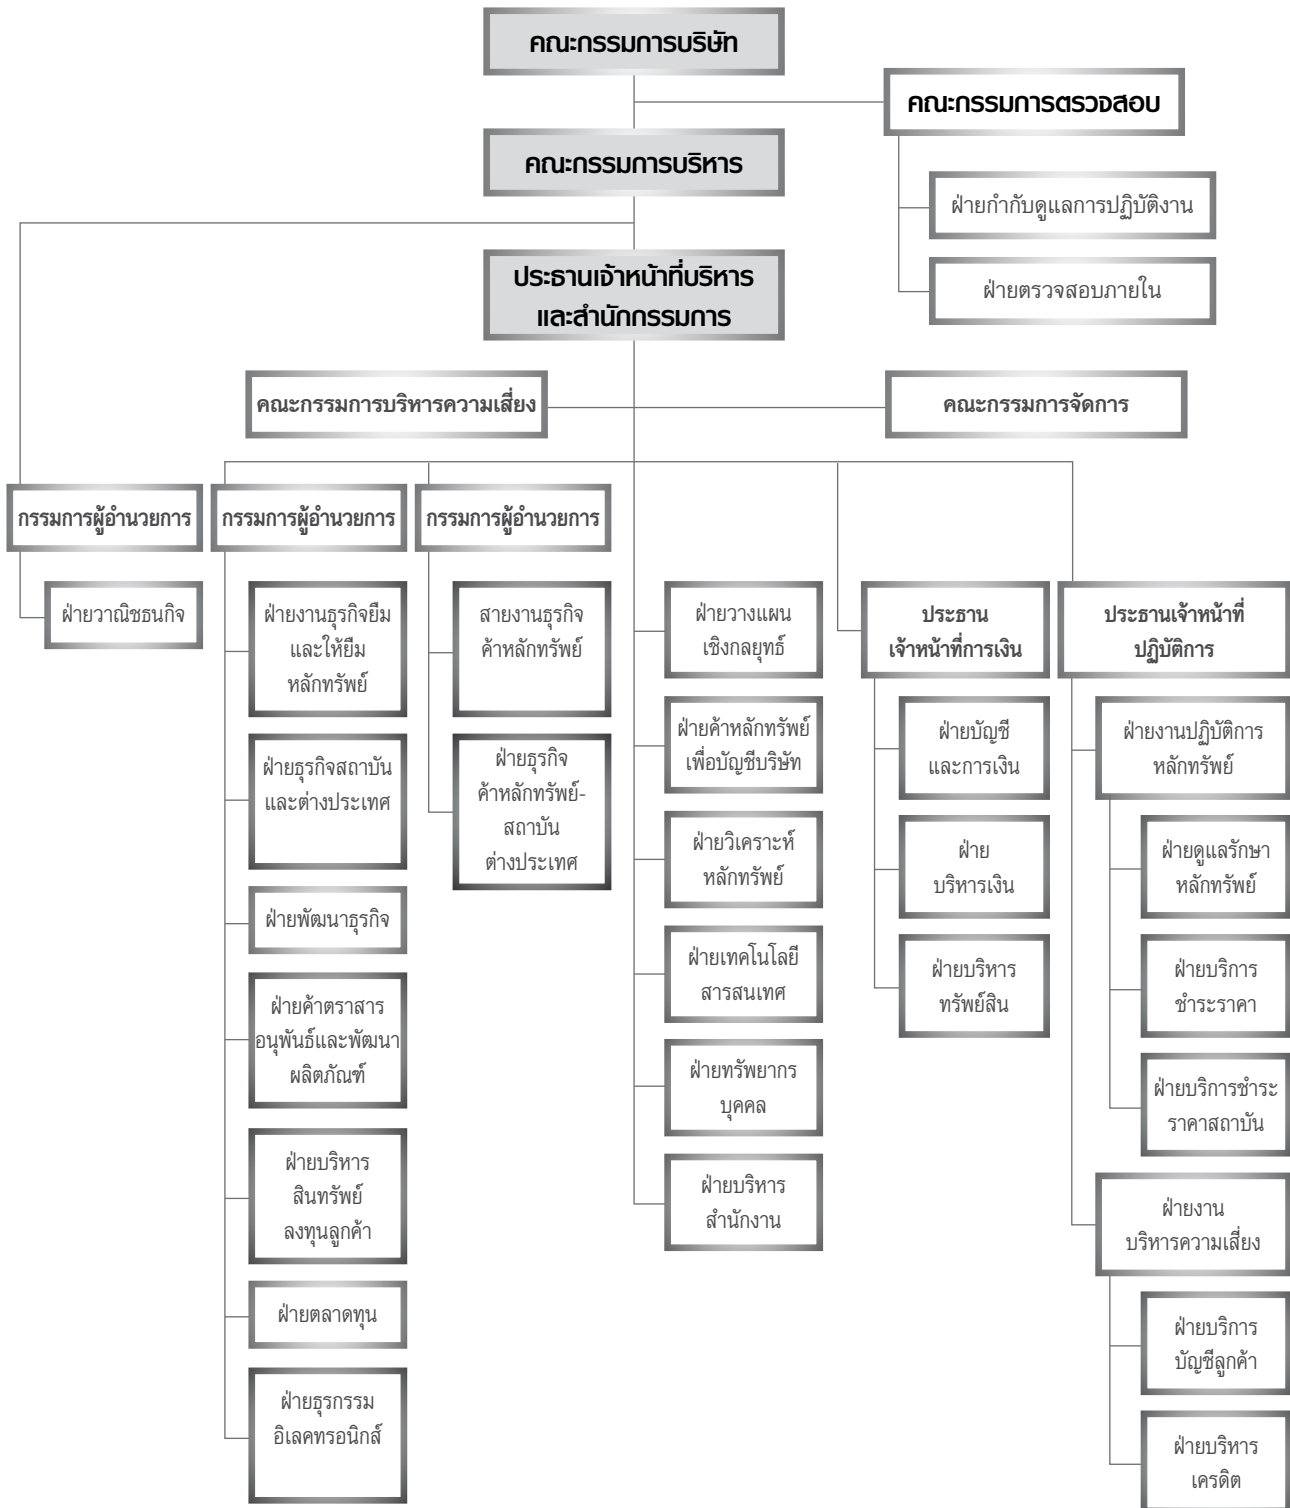 คณะกรรมการบริษัท
คณะกรรมการตรวจสอบ
คณะกรรมการบริหาร
ฝ่ายกำกับดูแลการปฏิบัติงาน
ฝ่ายตรวจสอบภายใน
ประธานเจ้าหน้าที่บริหาร
และสำนักกรรมการ
คณะกรรมการบริหารความเสี่ยง
คณะกรรมการจัดการ
กรรมการผู้อำนวยการ
ฝ่ายวาณิชธนกิจ
กรรมการผู้อำนวยการ
ฝ่ายงานธุรกิจยืม
และให้ยืม
หลักทรัพย์
ฝ่ายธุรกิจสถาบัน
และต่างประเทศ
ฝ่ายพัฒนาธุรกิจ
ฝ่ายค้าตราสาร
อนุพันธ์และพัฒนา
ผลิตภัณฑ์
ฝ่ายบริหาร
สินทรัพย์
ลงทุนลูกค้า
ฝ่ายตลาดทุน
ฝ่ายธุรกรรม
อิเลคทรอนิกส์
กรรมการผู้อำนวยการ
สายงานธุรกิจ
ค้าหลักทรัพย์
ฝ่ายธุรกิจ
ค้าหลักทรัพย์-
สถาบัน
ต่างประเทศ
ฝ่ายวางแผน
เชิงกลยุทธ์
ฝ่ายค้าหลักทรัพย์
เพื่อบัญชีบริษัท
ฝ่ายวิเคราะห์
หลักทรัพย์
ฝ่ายเทคโนโลยี
สารสนเทศ
ฝ่ายทรัพยากร
บุคคล
ฝ่ายบริหาร
สำนักงาน
ประธาน
เจ้าหน้าที่การเงิน
ฝ่ายบัญชี
และการเงิน
ฝ่าย
บริหารเงิน
ฝ่ายบริหาร
ทรัพย์สิน
ประธานเจ้าหน้าที่
ปฏิบัติการ
ฝ่ายงานปฏิบัติการ
หลักทรัพย์
ฝ่ายดูแลรักษา
หลักทรัพย์
ฝ่ายบริการ
ชำระราคา
ฝ่ายบริการชำระ
ราคาสถาบัน
ฝ่ายงาน
บริหารความเสี่ยง
ฝ่ายบริการ
บัญชีลูกค้า
ฝ่ายบริหาร
เครดิต